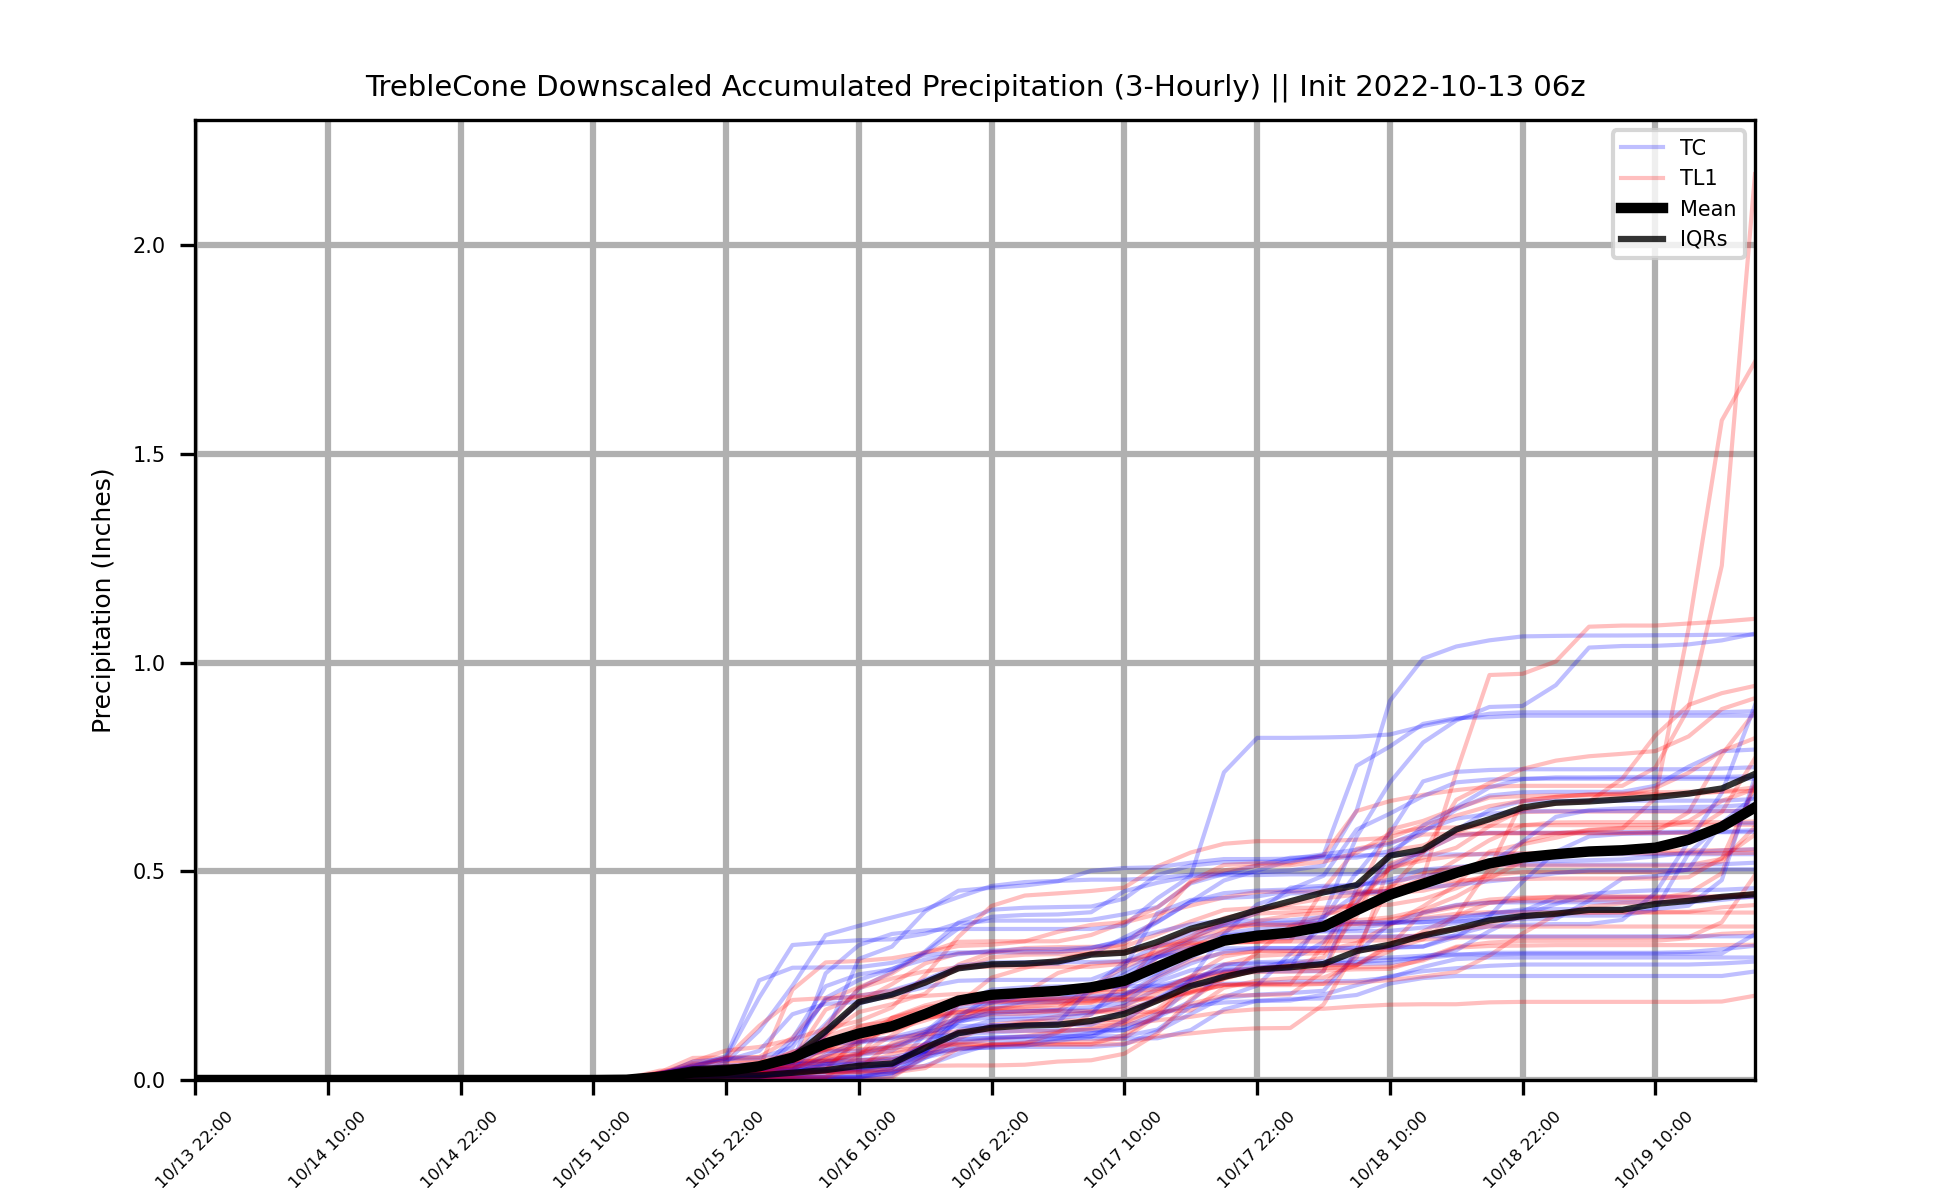 TrebleCone Downscaled Accumulated Precipitation (3-Hourly) || Init 2022-10-13 06z
TC
TL1
Mean
IQRs
Precipitation (Inches)
2.0
1.5
1.0
0.5
0.0
10/13 22:00
10/14 10:00
10/14 22:00
10/15 10:00
10/15 22:00
10/16 10:00
10/16 22:00
10/17 10:00
10/17 22:00
10/18 10:00
10/18 22:00
10/19 10:00